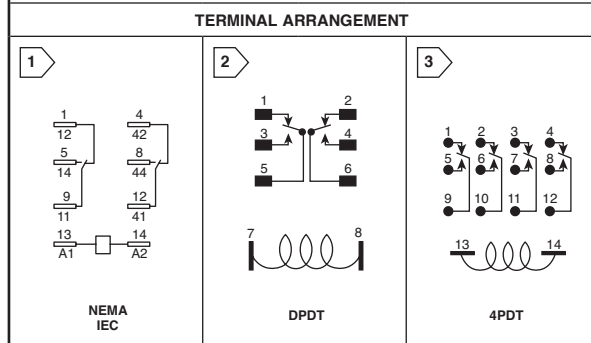 TERMINAL ARRANGEMENT
1
1 4
12 42
5 8
14 44
9 12
11 41
13 14
A1 A2
NEMA
IEC
2
1 2
3 4
5 6
7 8
DPDT
3
1 2 3 4
5 6 7 8
9 10 11 12
13 14
4PDT